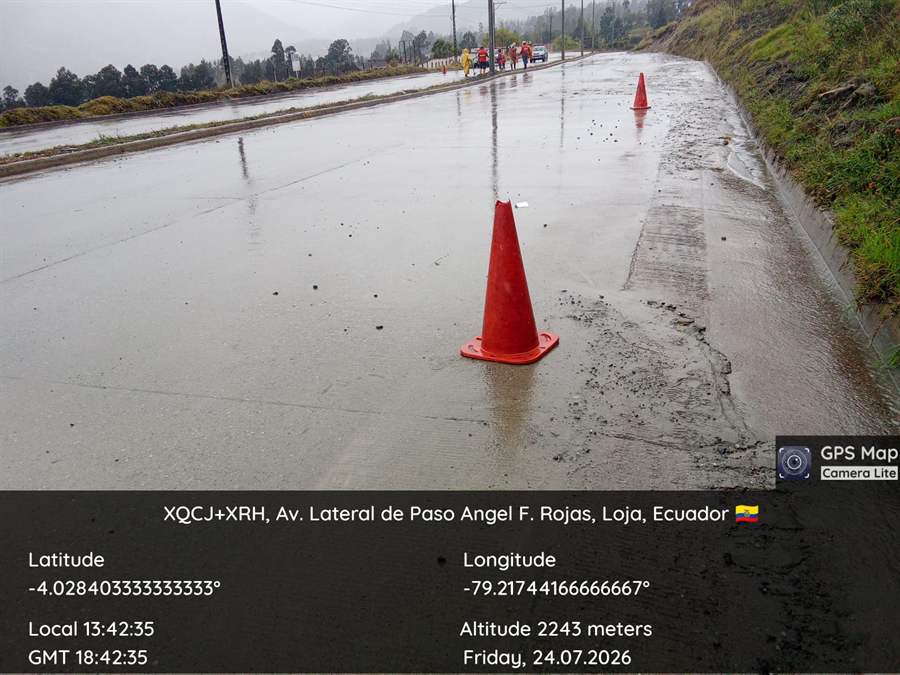 GPS Map
Camera Lite
XQCJ+XRH, Av. Lateral de Paso Angel F. Rojas, Loja, Ecuador 🇪🇨
Latitude
-4.028403333333333°
Longitude
-79.21744166666667°
Local 13:42:35
GMT 18:42:35
Altitude 2243 meters
Friday, 24.07.2026